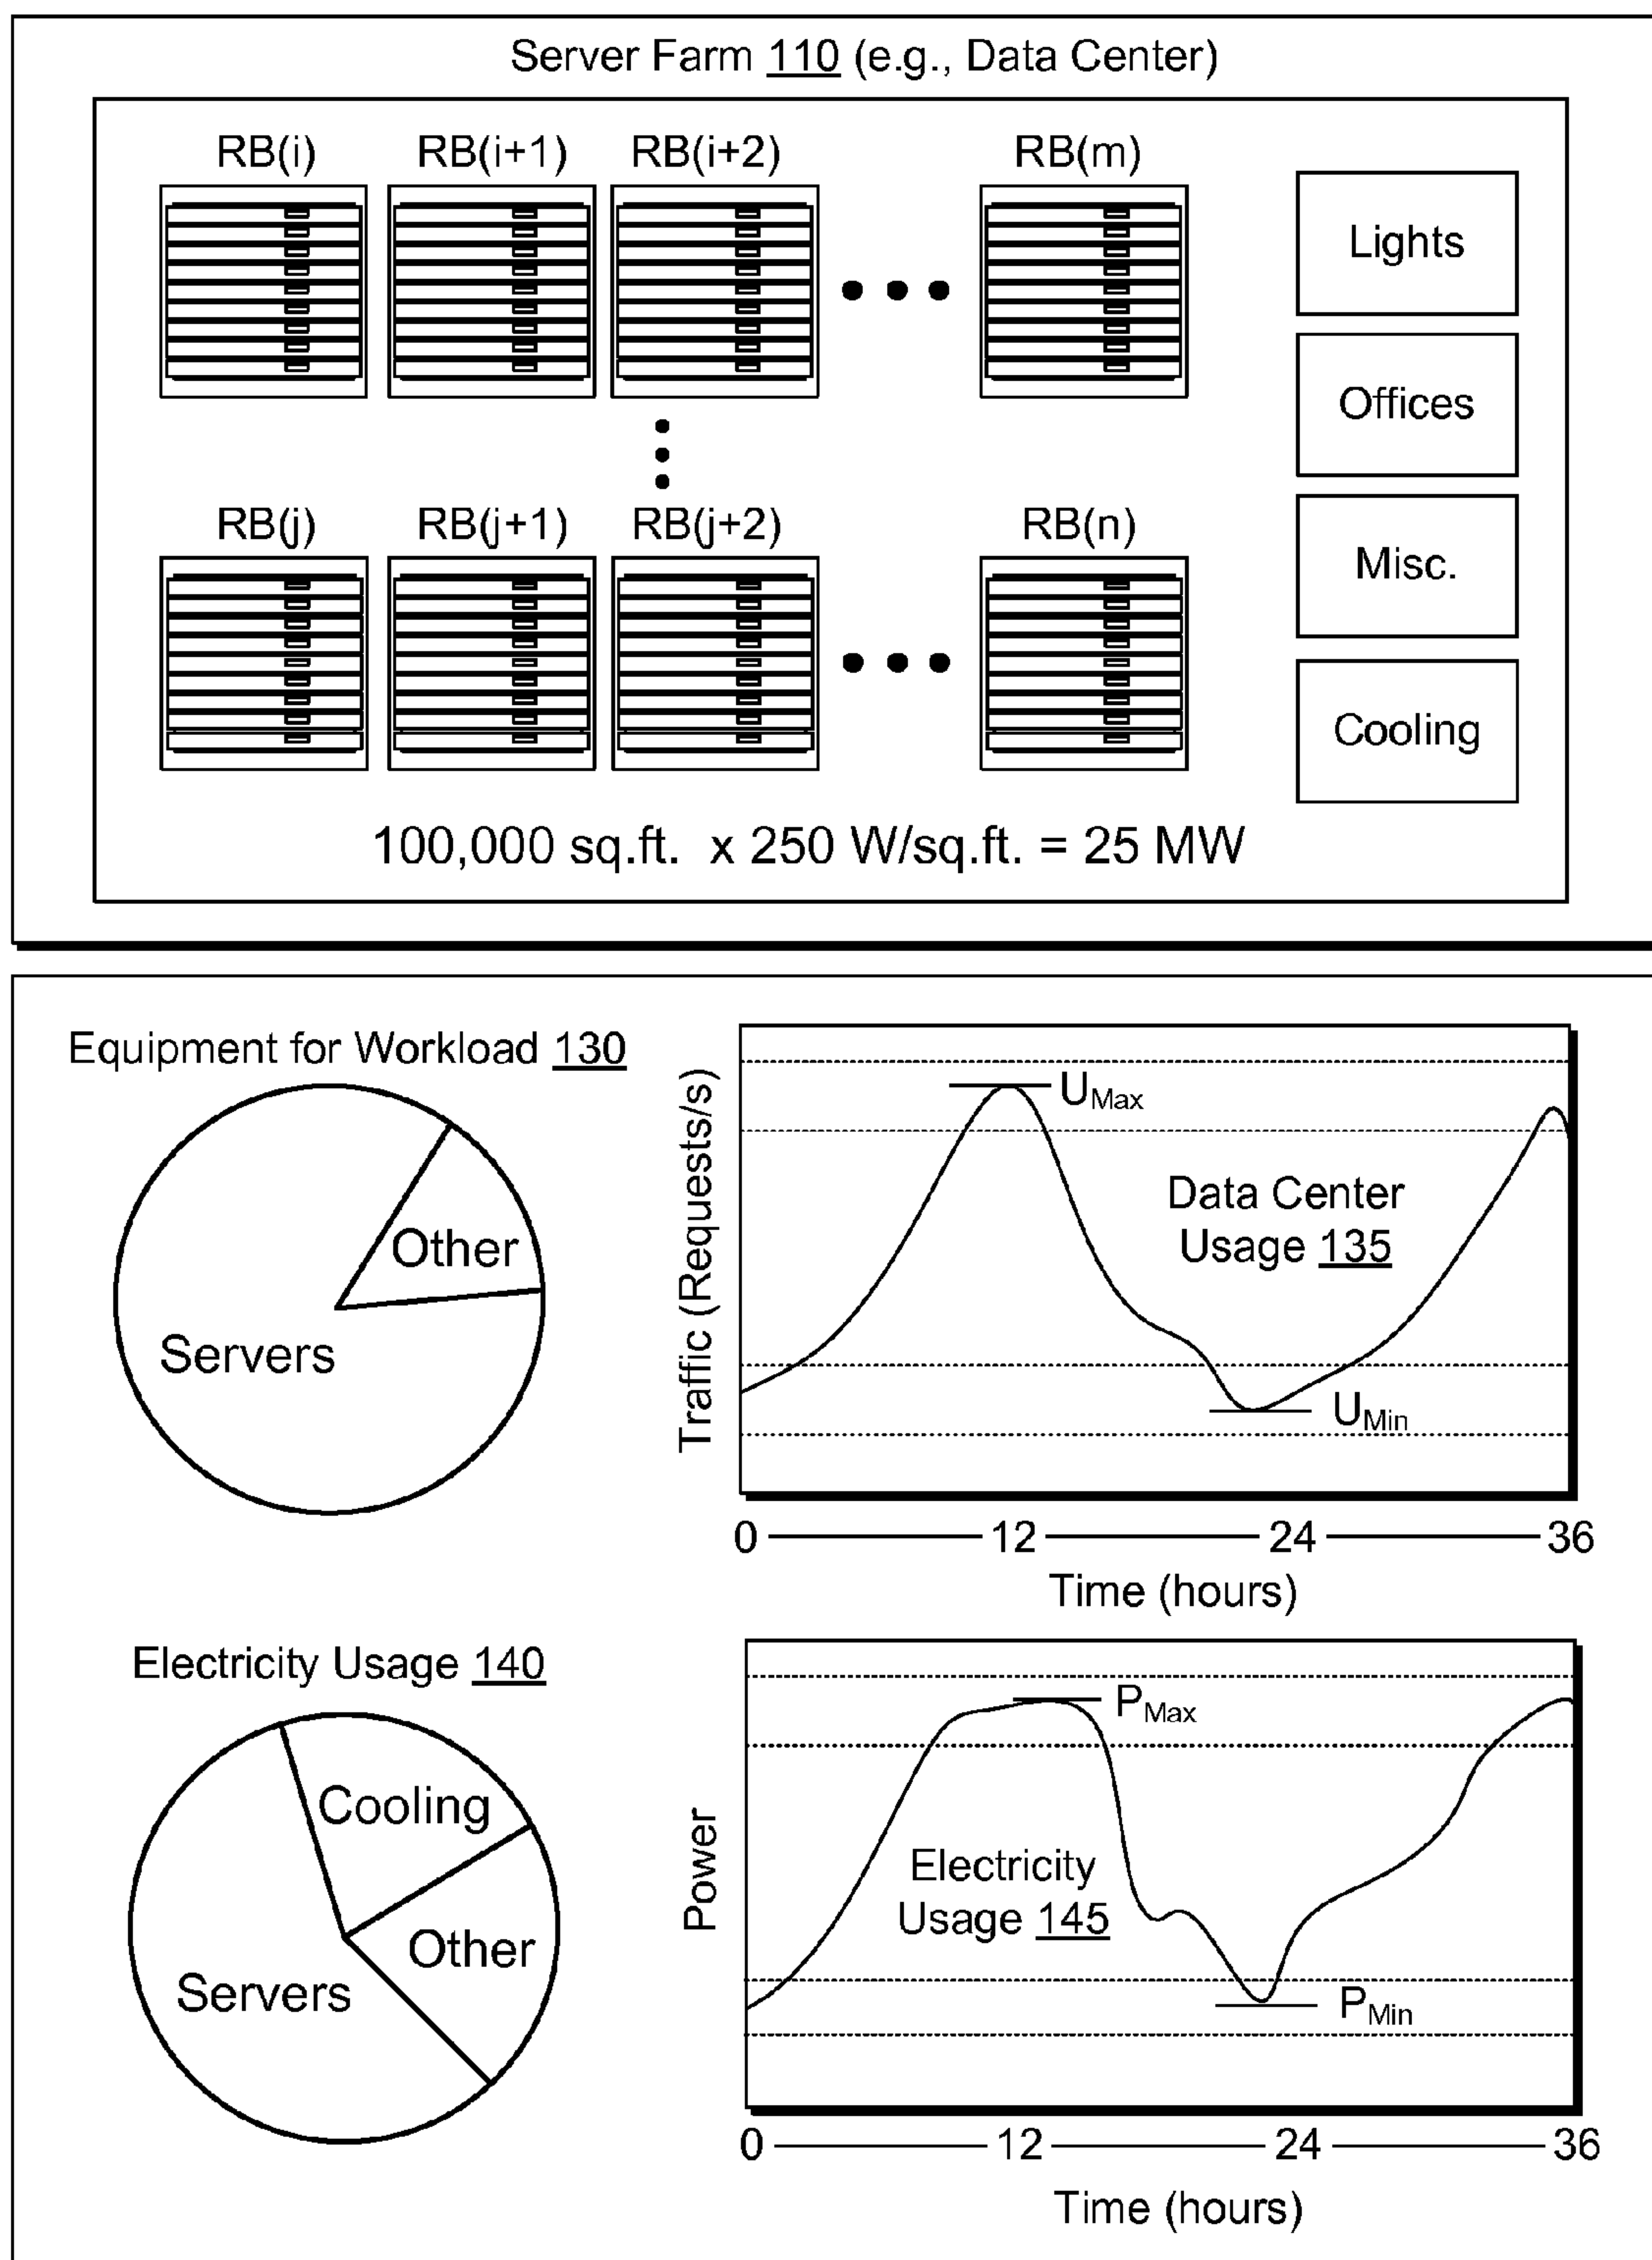 Server Farm 110 (e.g., Data Center)
RB(i) RB(i+1) RB(i+2) RB(m)
Lights
Offices
RB(j) RB(j+1) RB(j+2) RB(n)
Misc.
Cooling
100,000 sq.ft. x 250 W/sq.ft. = 25 MW
Equipment for Workload 130
Other
Servers
Traffic (Requests/s)
UMax
Data Center
Usage 135
UMin
0 12 24 36
Time (hours)
Electricity Usage 140
Cooling
Other
Servers
Power
PMax
Electricity
Usage 145
PMin
0 12 24 36
Time (hours)